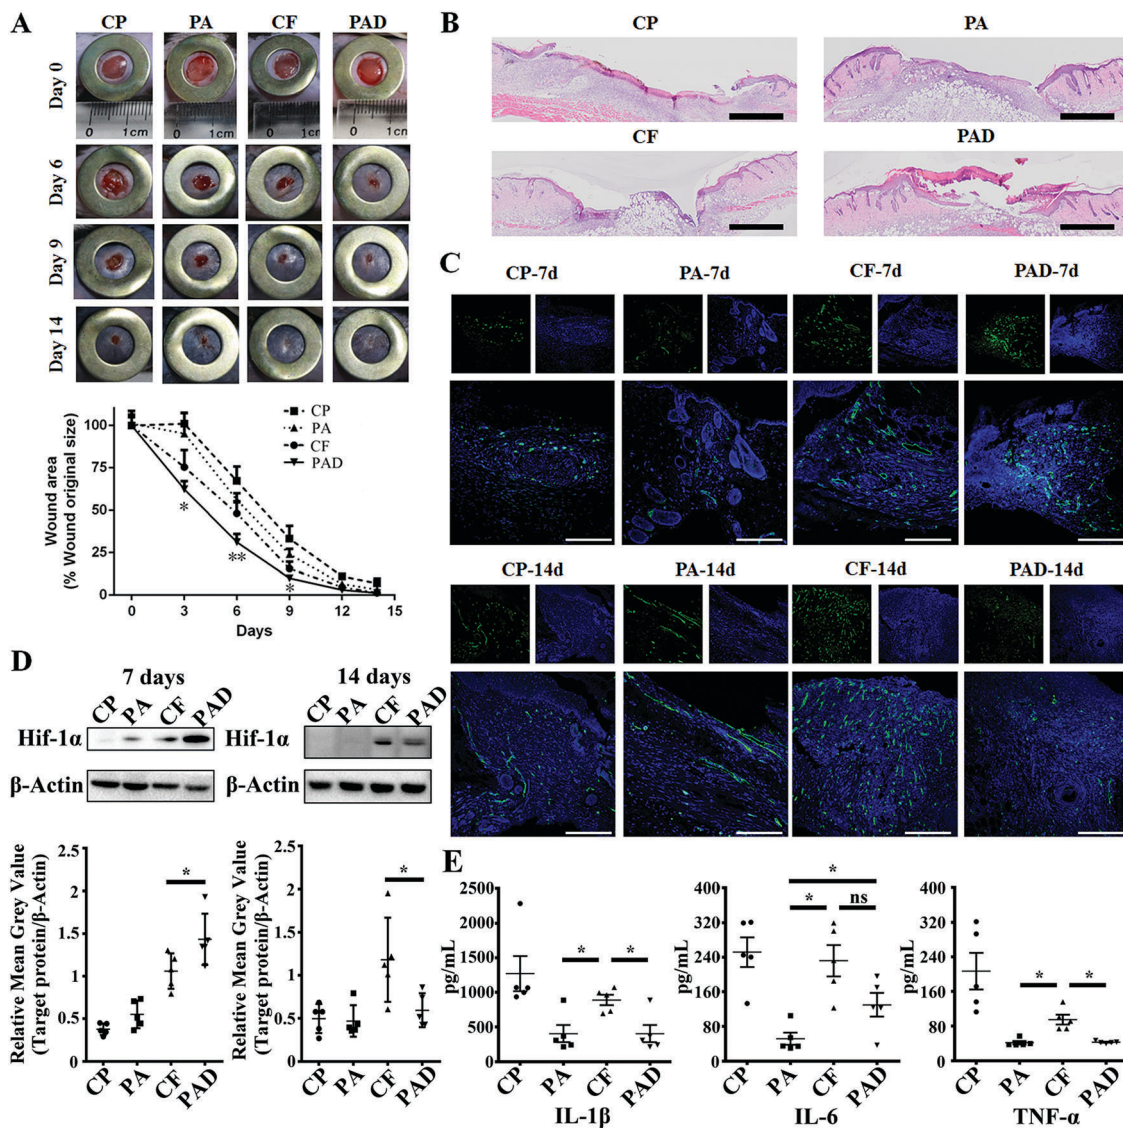 A
CP PA CF PAD
Day 0
0 1cm 0 1cm 0 1cm 0 1cm
Day 6
Day 9
Day 14
Wound area
(% Wound original size)
100
75
50
25
0
CP
PA
CF
PAD
*
**
*
0 3 6 9 12 15
Days
B
CP PA
CF PAD
C
CP-7d PA-7d CF-7d PAD-7d
CP-14d PA-14d CF-14d PAD-14d
D
7 days 14 days
CP PA CF PAD CP PA CF PAD
Hif-1α Hif-1α
β-Actin β-Actin
Relative Mean Grey Value
(Target protein/β-Actin)
2.5
2
1.5
1
0.5
0
*
CP PA CF PAD
Relative Mean Grey Value
(Target protein/β-Actin)
2.5
2
1.5
1
0.5
0
*
CP PA CF PAD
E
pg/mL
2500
2000
1500
1000
500
0
* *
CP PA CF PAD
IL-1β
pg/mL
400
320
240
160
80
0
*
* ns
CP PA CF PAD
IL-6
pg/mL
400
320
240
160
80
0
* *
CP PA CF PAD
TNF-α